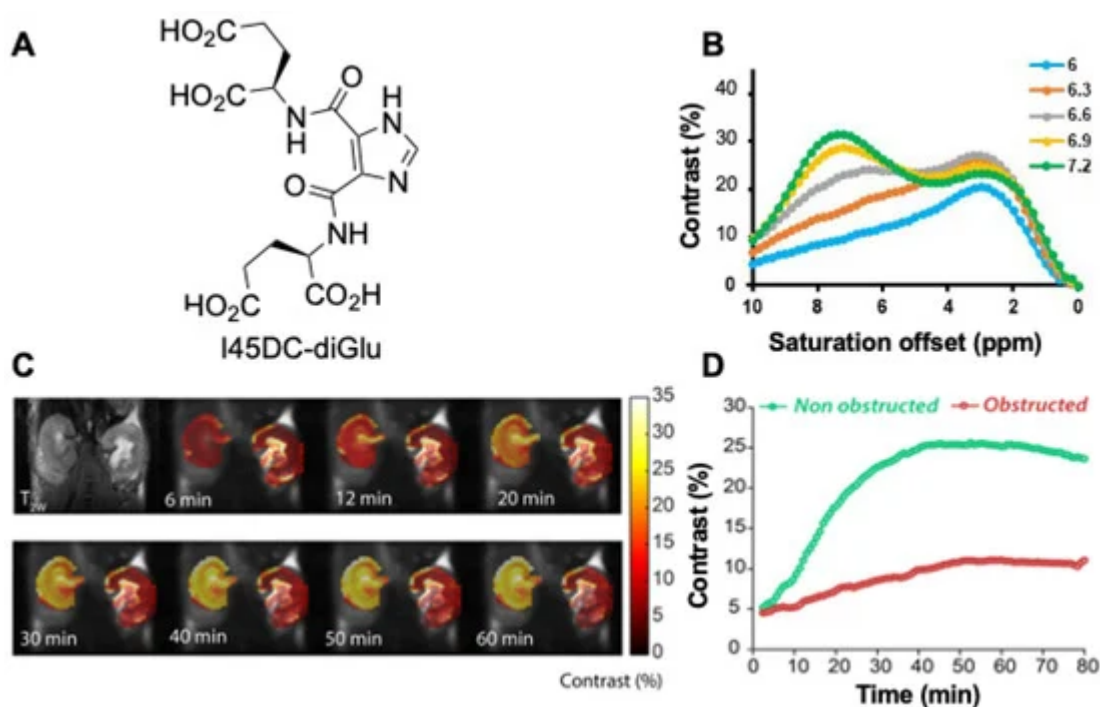 A
HO₂C
HO₂C
O
H
N
N
H
O
N
NH
HO₂C
CO₂H
I45DC-diGlu
B
Contrast (%)
40
30
20
10
0
10
8
6
4
2
0
Saturation offset (ppm)
6
6.3
6.6
6.9
7.2
C
T₂w
6 min
12 min
20 min
30 min
40 min
50 min
60 min
35
30
25
20
15
10
5
0
Contrast (%)
D
Non obstructed
Obstructed
Contrast (%)
30
25
20
15
10
5
0
0
10
20
30
40
50
60
70
80
Time (min)